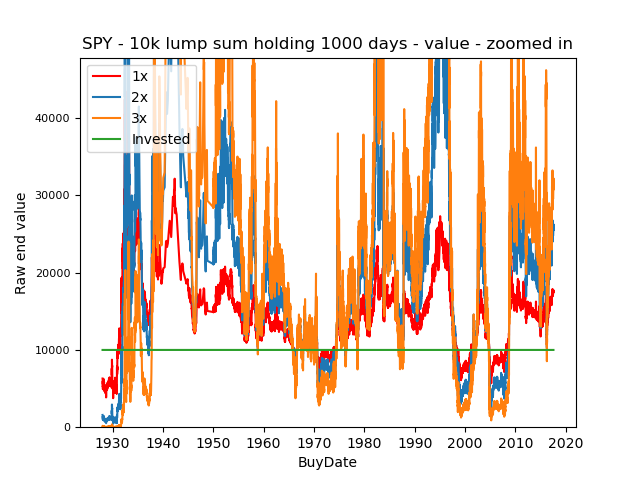 SPY - 10k lump sum holding 1000 days - value - zoomed in
1x
2x
3x
Invested
40000
30000
20000
10000
0
Raw end value
1930 1940 1950 1960 1970 1980 1990 2000 2010 2020
BuyDate